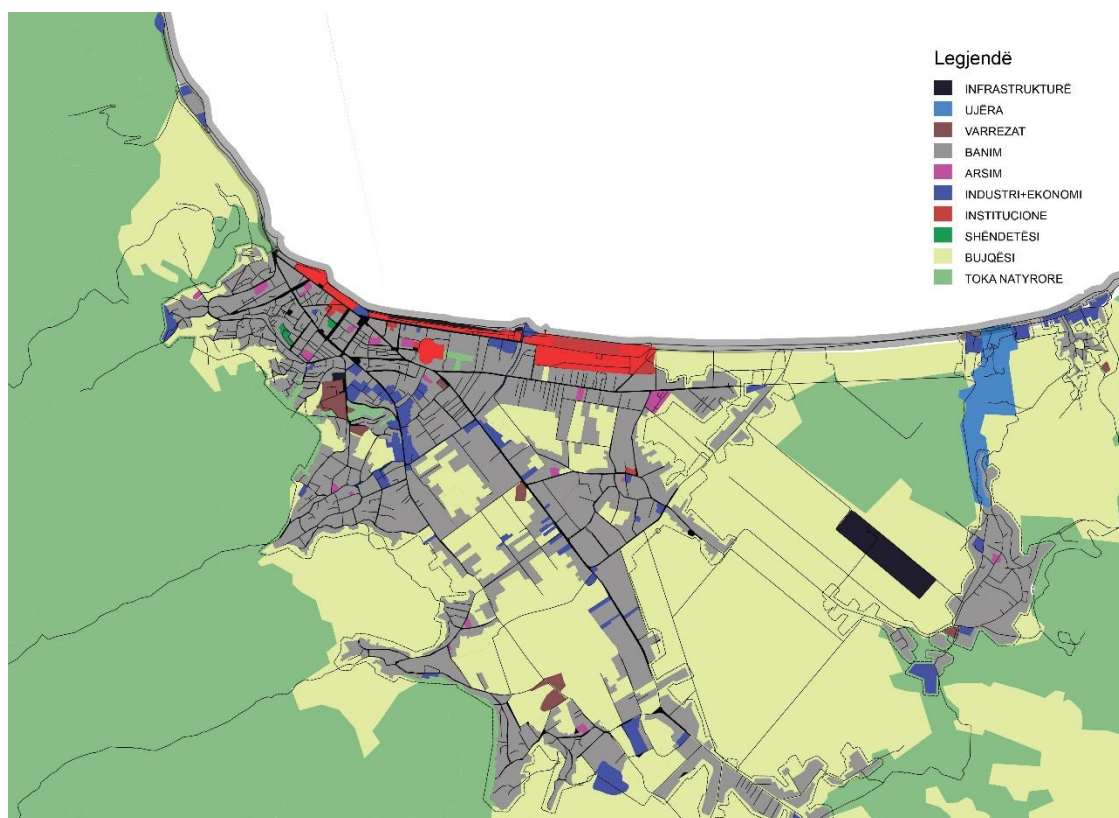 Legjendë
INFRASTRUKTURË
UJËRA
VARREZAT
BANIM
ARSIM
INDUSTRI+EKONOMI
INSTITUCIONE
SHËNDETËSI
BUJQËSI
TOKA NATYRORE